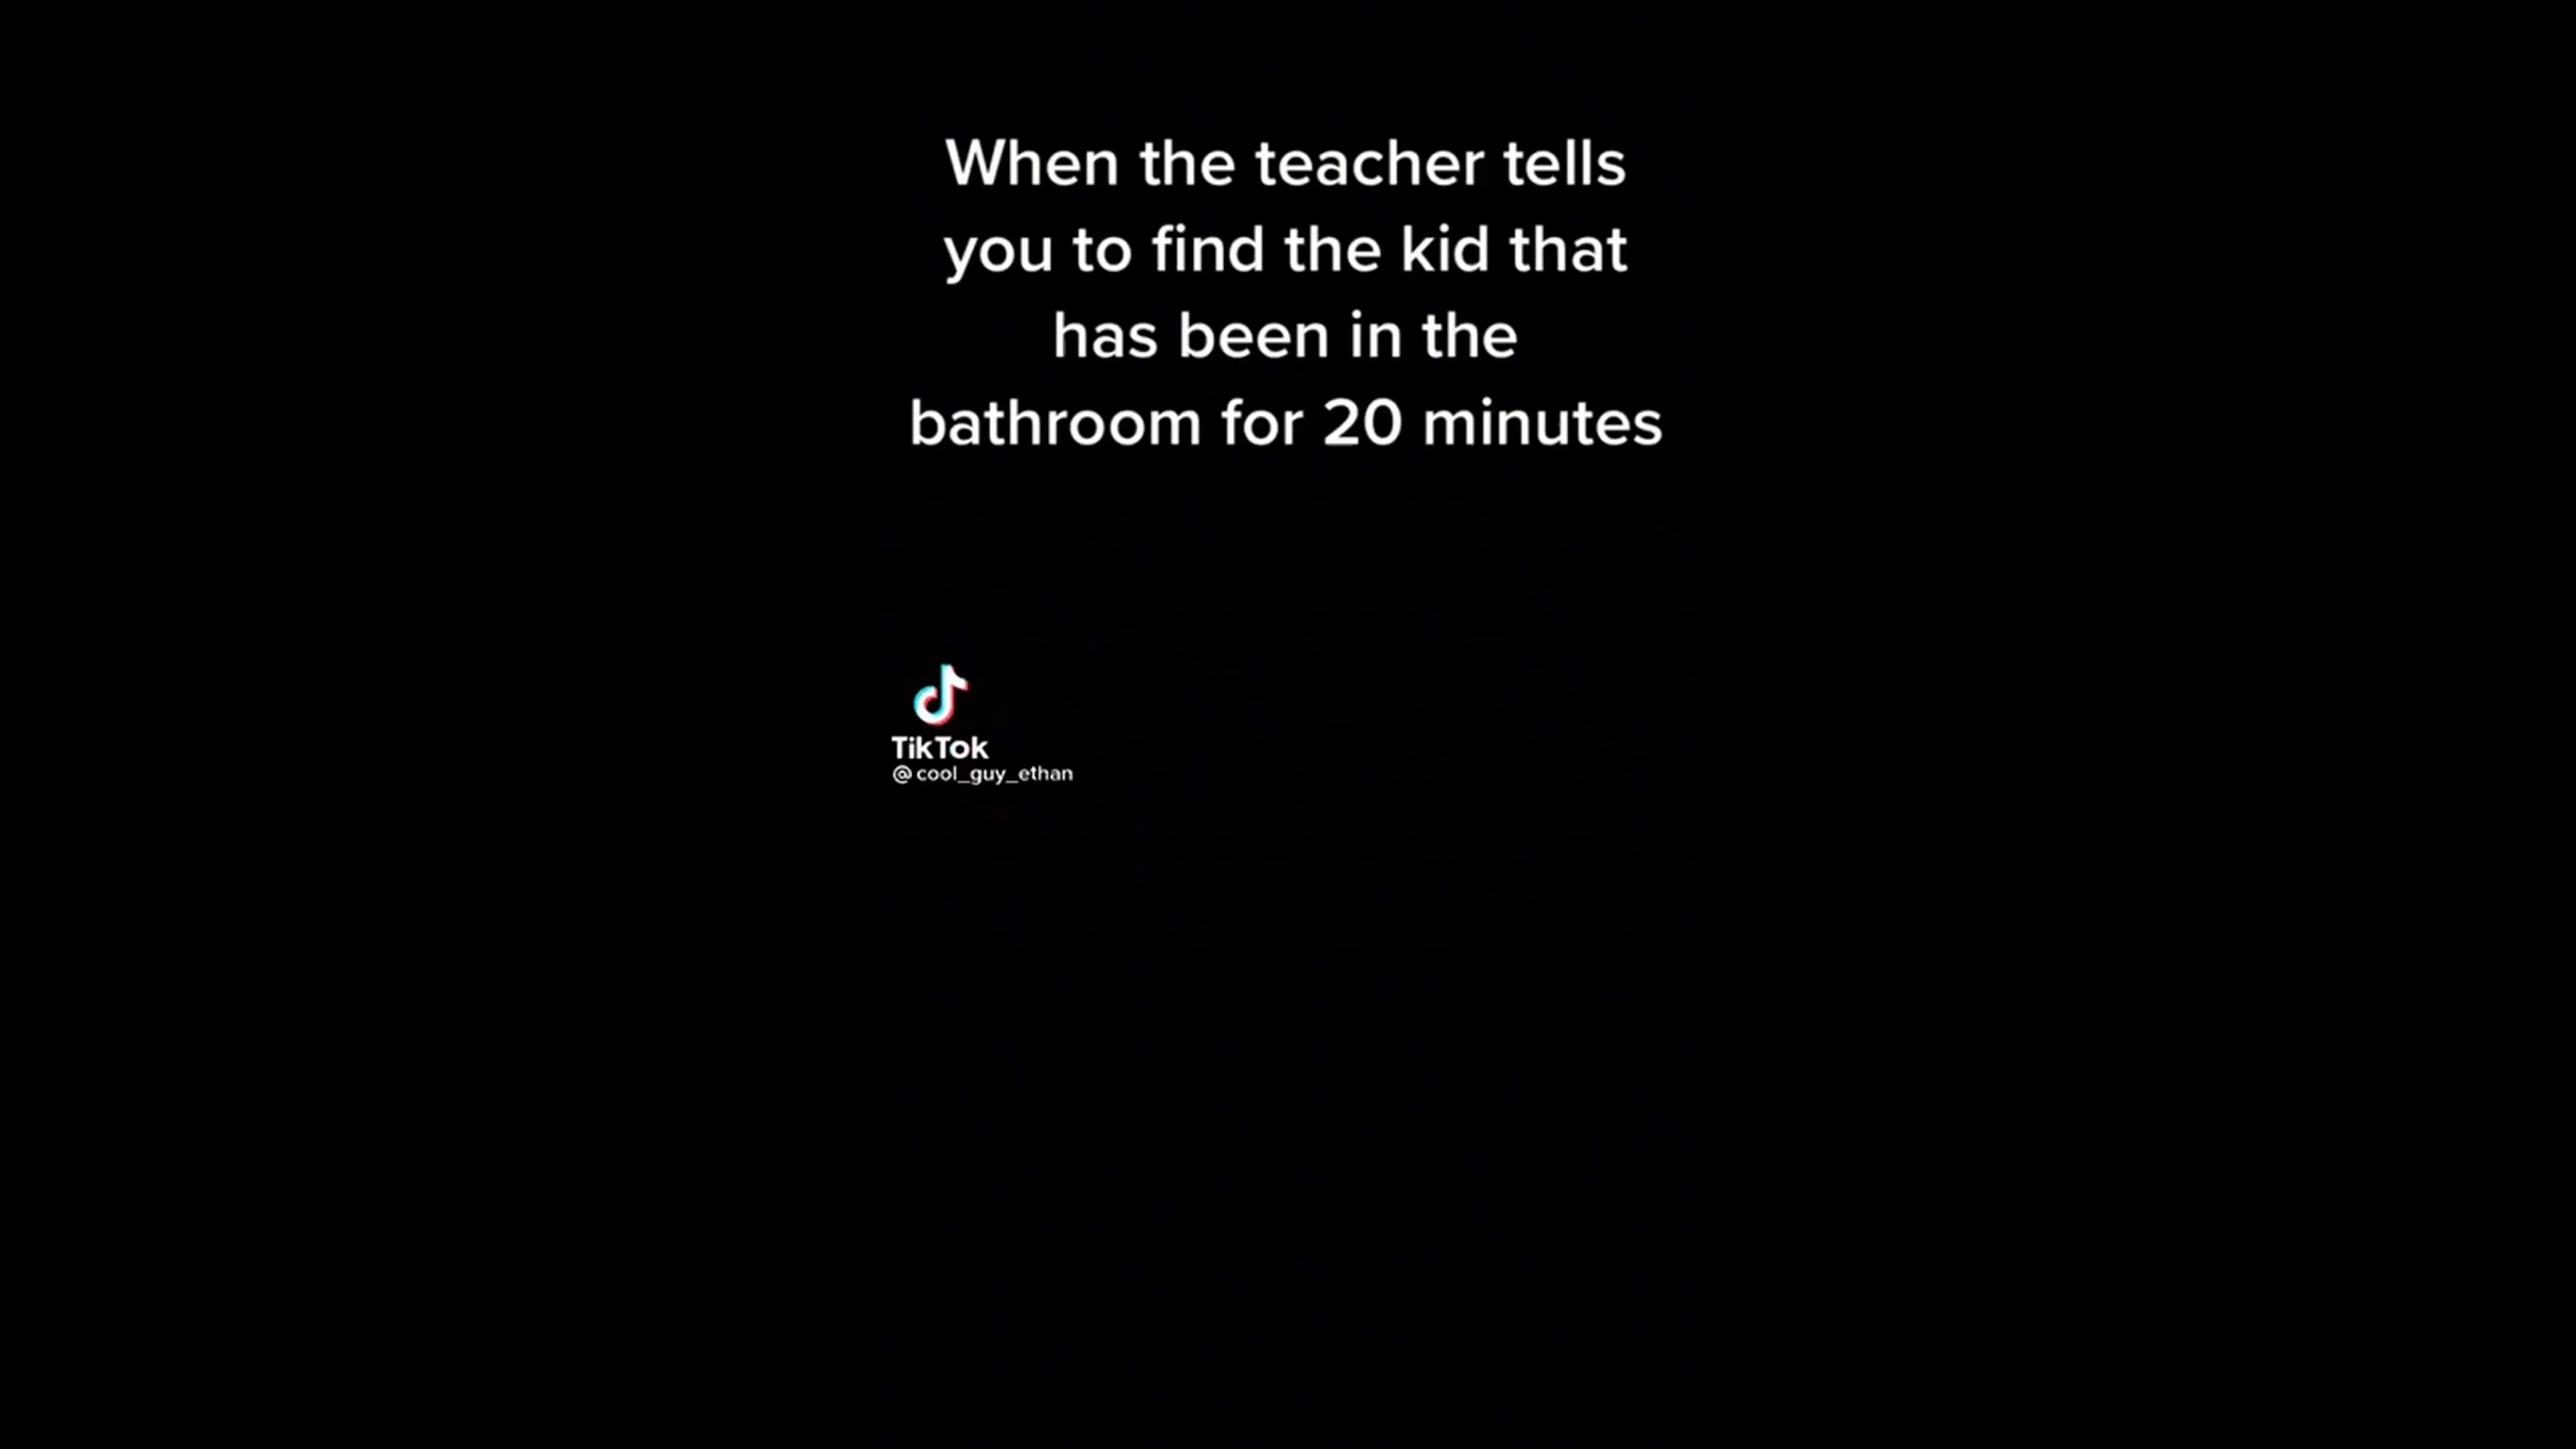 When the teacher tells
you to find the kid that
has been in the
bathroom for 20 minutes
TikTok
@cool_guy_ethan